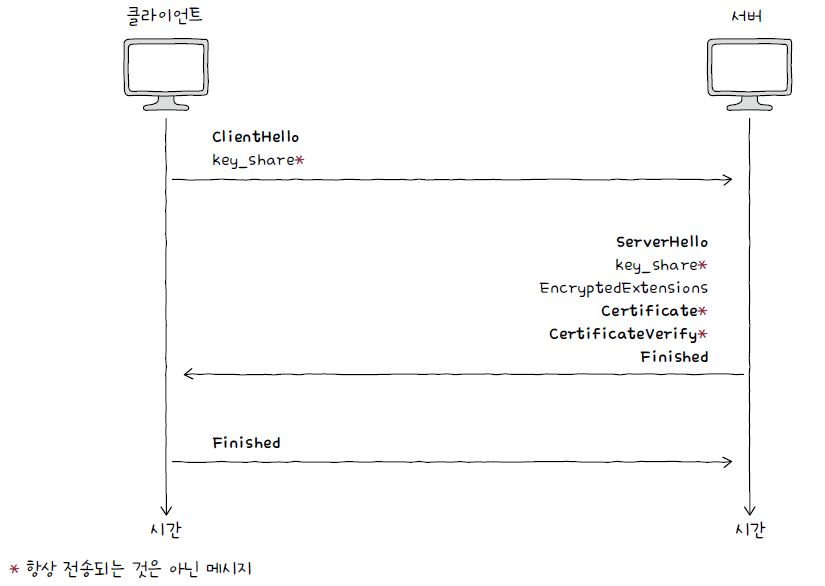 클라이언트
서버
ClientHello
key_share*
ServerHello
key_share*
EncryptedExtensions
Certificate*
CertificateVerify*
Finished
Finished
시간
시간
* 항상 전송되는 것은 아닌 메시지